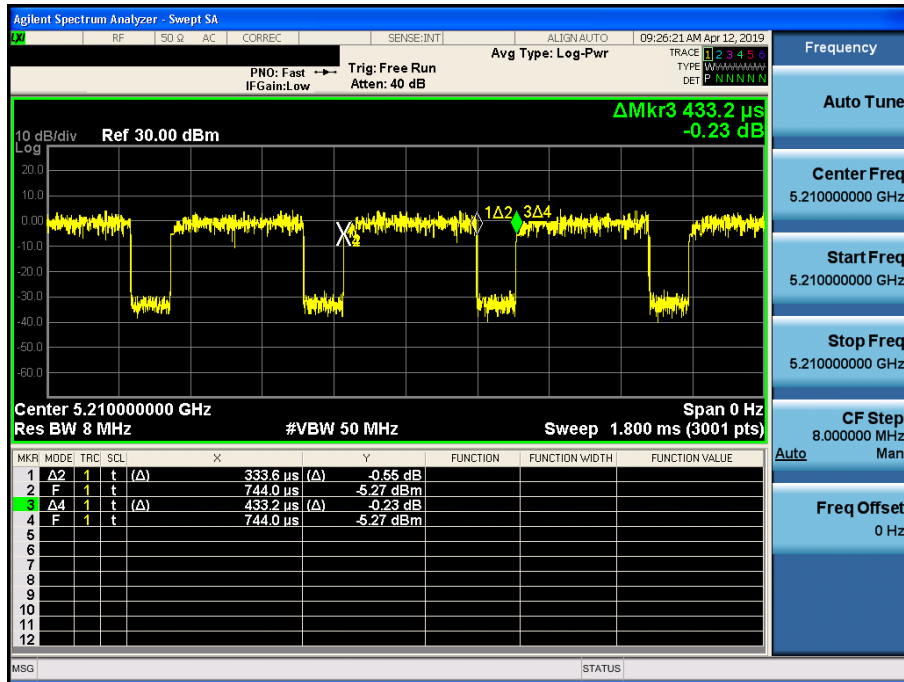 Agilent Spectrum Analyzer - Swept SA
LXI RF 50 Ω AC CORREC SENSE:INT ALIGN AUTO 09:26:21 AM Apr 12, 2019
Avg Type: Log-Pwr
TRACE 1 2 3 4 5 6
PNO: Fast Trig: Free Run
TYPE WWWWWW
IFGain:Low Atten: 40 dB
DET P N N N N N
Frequency
Auto Tune
Center Freq
5.210000000 GHz
Start Freq
5.210000000 GHz
Stop Freq
5.210000000 GHz
CF Step
8.000000 MHz
Auto Man
Freq Offset
0 Hz
ΔMkr3 433.2 µs
-0.23 dB
10 dB/div Ref 30.00 dBm
Log
20.0
10.0
0.00
-10.0
-20.0
-30.0
-40.0
-50.0
-60.0
1Δ2 3Δ4
Center 5.210000000 GHz Span 0 Hz
Res BW 8 MHz #VBW 50 MHz Sweep 1.800 ms (3001 pts)
MKR MODE TRC SCL X Y FUNCTION FUNCTION WIDTH FUNCTION VALUE
1 Δ2 1 t (Δ) 333.6 µs (Δ) -0.55 dB
2 F 1 t 744.0 µs -5.27 dBm
3 Δ4 1 t (Δ) 433.2 µs (Δ) -0.23 dB
4 F 1 t 744.0 µs -5.27 dBm
5
6
7
8
9
10
11
12
MSG STATUS